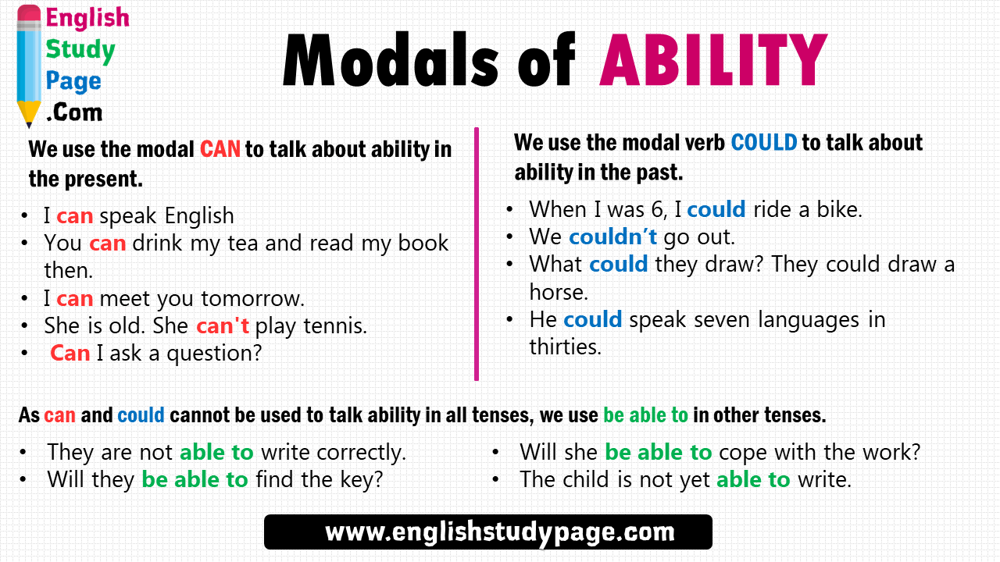 English
Study
Page
.Com
Modals of ABILITY
We use the modal CAN to talk about ability in
the present.
• I can speak English
• You can drink my tea and read my book
then.
• I can meet you tomorrow.
• She is old. She can't play tennis.
• Can I ask a question?
We use the modal verb COULD to talk about
ability in the past.
• When I was 6, I could ride a bike.
• We couldn’t go out.
• What could they draw? They could draw a
horse.
• He could speak seven languages in
thirties.
As can and could cannot be used to talk ability in all tenses, we use be able to in other tenses.
• They are not able to write correctly.
• Will they be able to find the key?
• Will she be able to cope with the work?
• The child is not yet able to write.
www.englishstudypage.com